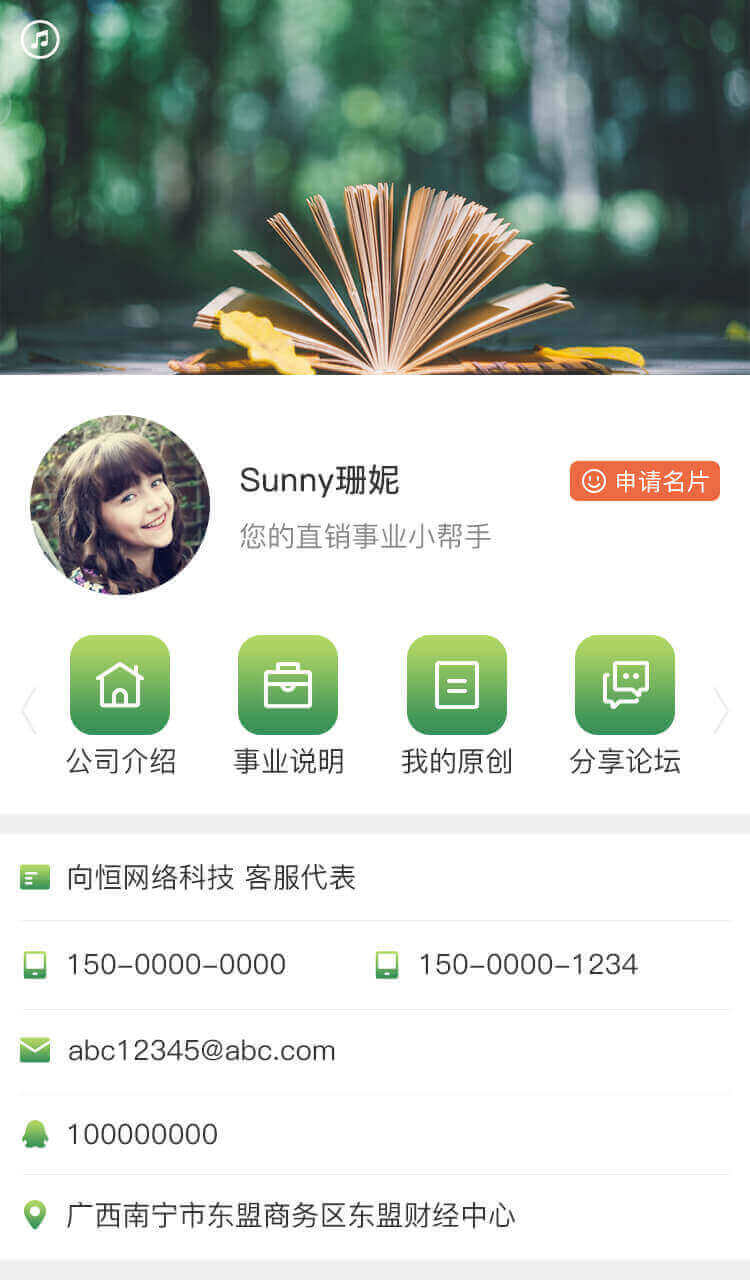 Sunny珊妮
申请名片
您的直销事业小帮手
公司介绍 事业说明 我的原创 分享论坛
向恒网络科技 客服代表
150-0000-0000 150-0000-1234
abc12345@abc.com
100000000
广西南宁市东盟商务区东盟财经中心